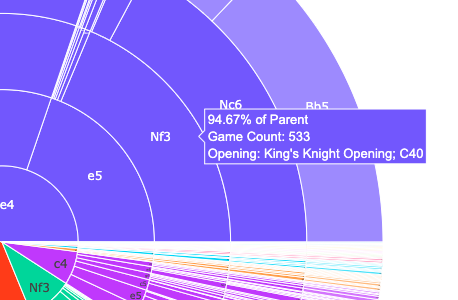 Nc6
Bb5
94.67% of Parent
Game Count: 533
Opening: King's Knight Opening; C40
Nf3
e5
e4
c4
Nf3
e5